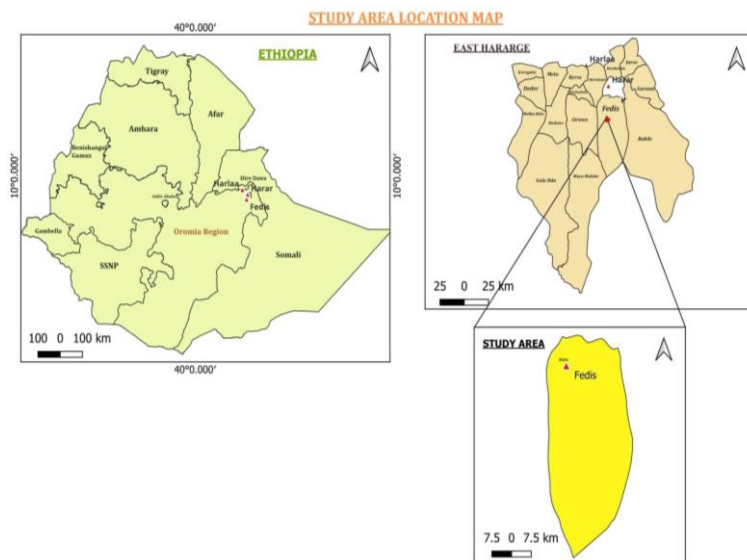 STUDY AREA LOCATION MAP
40°0.000'
ETHIOPIA
Tigray
Afar
Amhara
Benishangul
Gumuz
Dire Dawa
Harlaa
Harar
Fedis
Addis Ababa
Gambella
Oromia Region
SSNP
Somali
10°0.000'
10°0.000'
100 0 100 km
40°0.000'
EAST HARARGE
Harlaa
Harar
Meta
Deder
Fedis
Girawa
Babile
Gola Oda
Mayu Muluke
25 0 25 km
STUDY AREA
Fedis
7.5 0 7.5 km